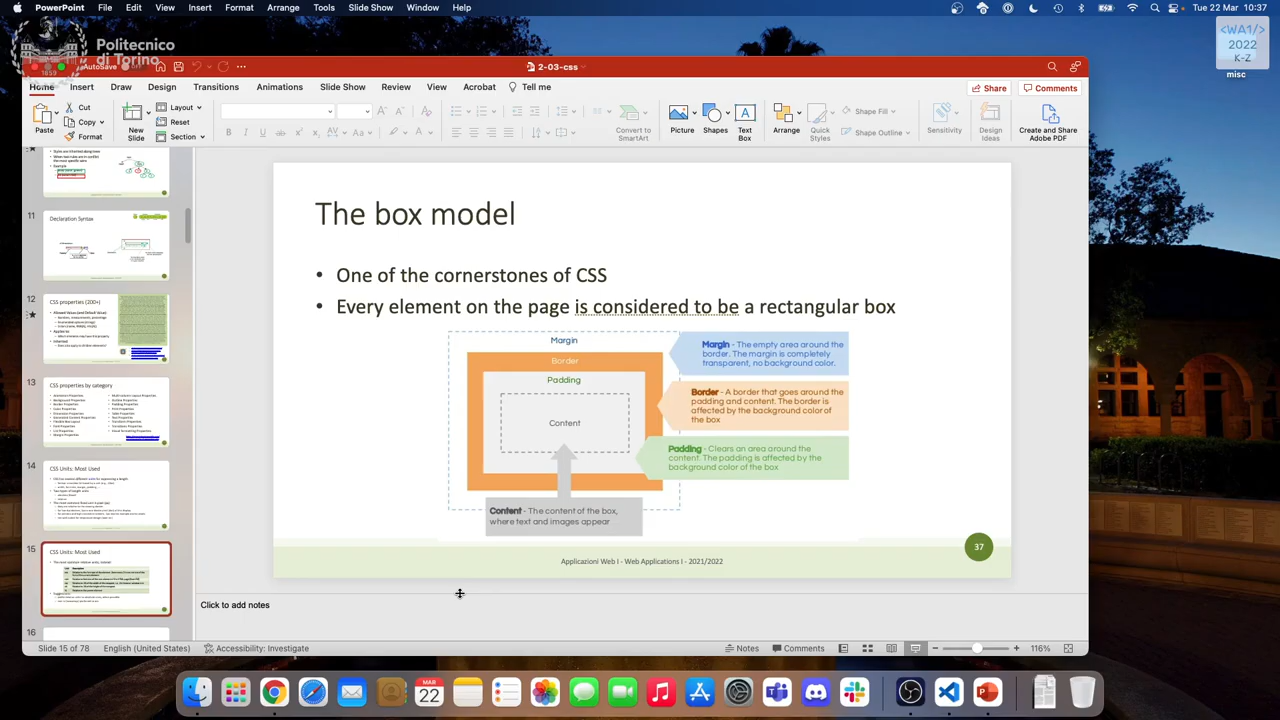 PowerPoint File Edit View Insert Format Arrange Tools Slide Show Window Help Tue 22 Mar 10:37
Politecnico
di Torino
1859
<WA1/>
2022
K-Z
misc
AutoSave
2-03-css
Home Insert Draw Design Transitions Animations Slide Show Review View Acrobat Tell me Share Comments
Paste
Cut
Copy
Format
New
Slide
Layout
Reset
Section
Convert to
SmartArt
Picture
Shapes
Text
Box
Arrange
Quick
Styles
Shape Fill
Shape Outline
Sensitivity
Design
Ideas
Create and Share
Adobe PDF
11
Declaration Syntax
12
CSS properties (200+)
13
CSS properties by category
14
CSS Units: Most Used
15
CSS Units: Most Used
16
The box model
• One of the cornerstones of CSS
• Every element on the page is considered to be a rectangular box
Margin
Border
Padding
Content
Margin - The empty area around the
border. The margin is completely
transparent, no background color.
Border - A border that goes around the
padding and content. The border is
affected by the background color of
the box
Padding - Clears an area around the
content. The padding is affected by the
background color of the box
Content - The content of the box,
where text and images appear
37
Applicazioni Web I - Web Applications I - 2021/2022
Click to add notes
Slide 15 of 78 English (United States) Accessibility: Investigate Notes Comments 116%
MAR
22